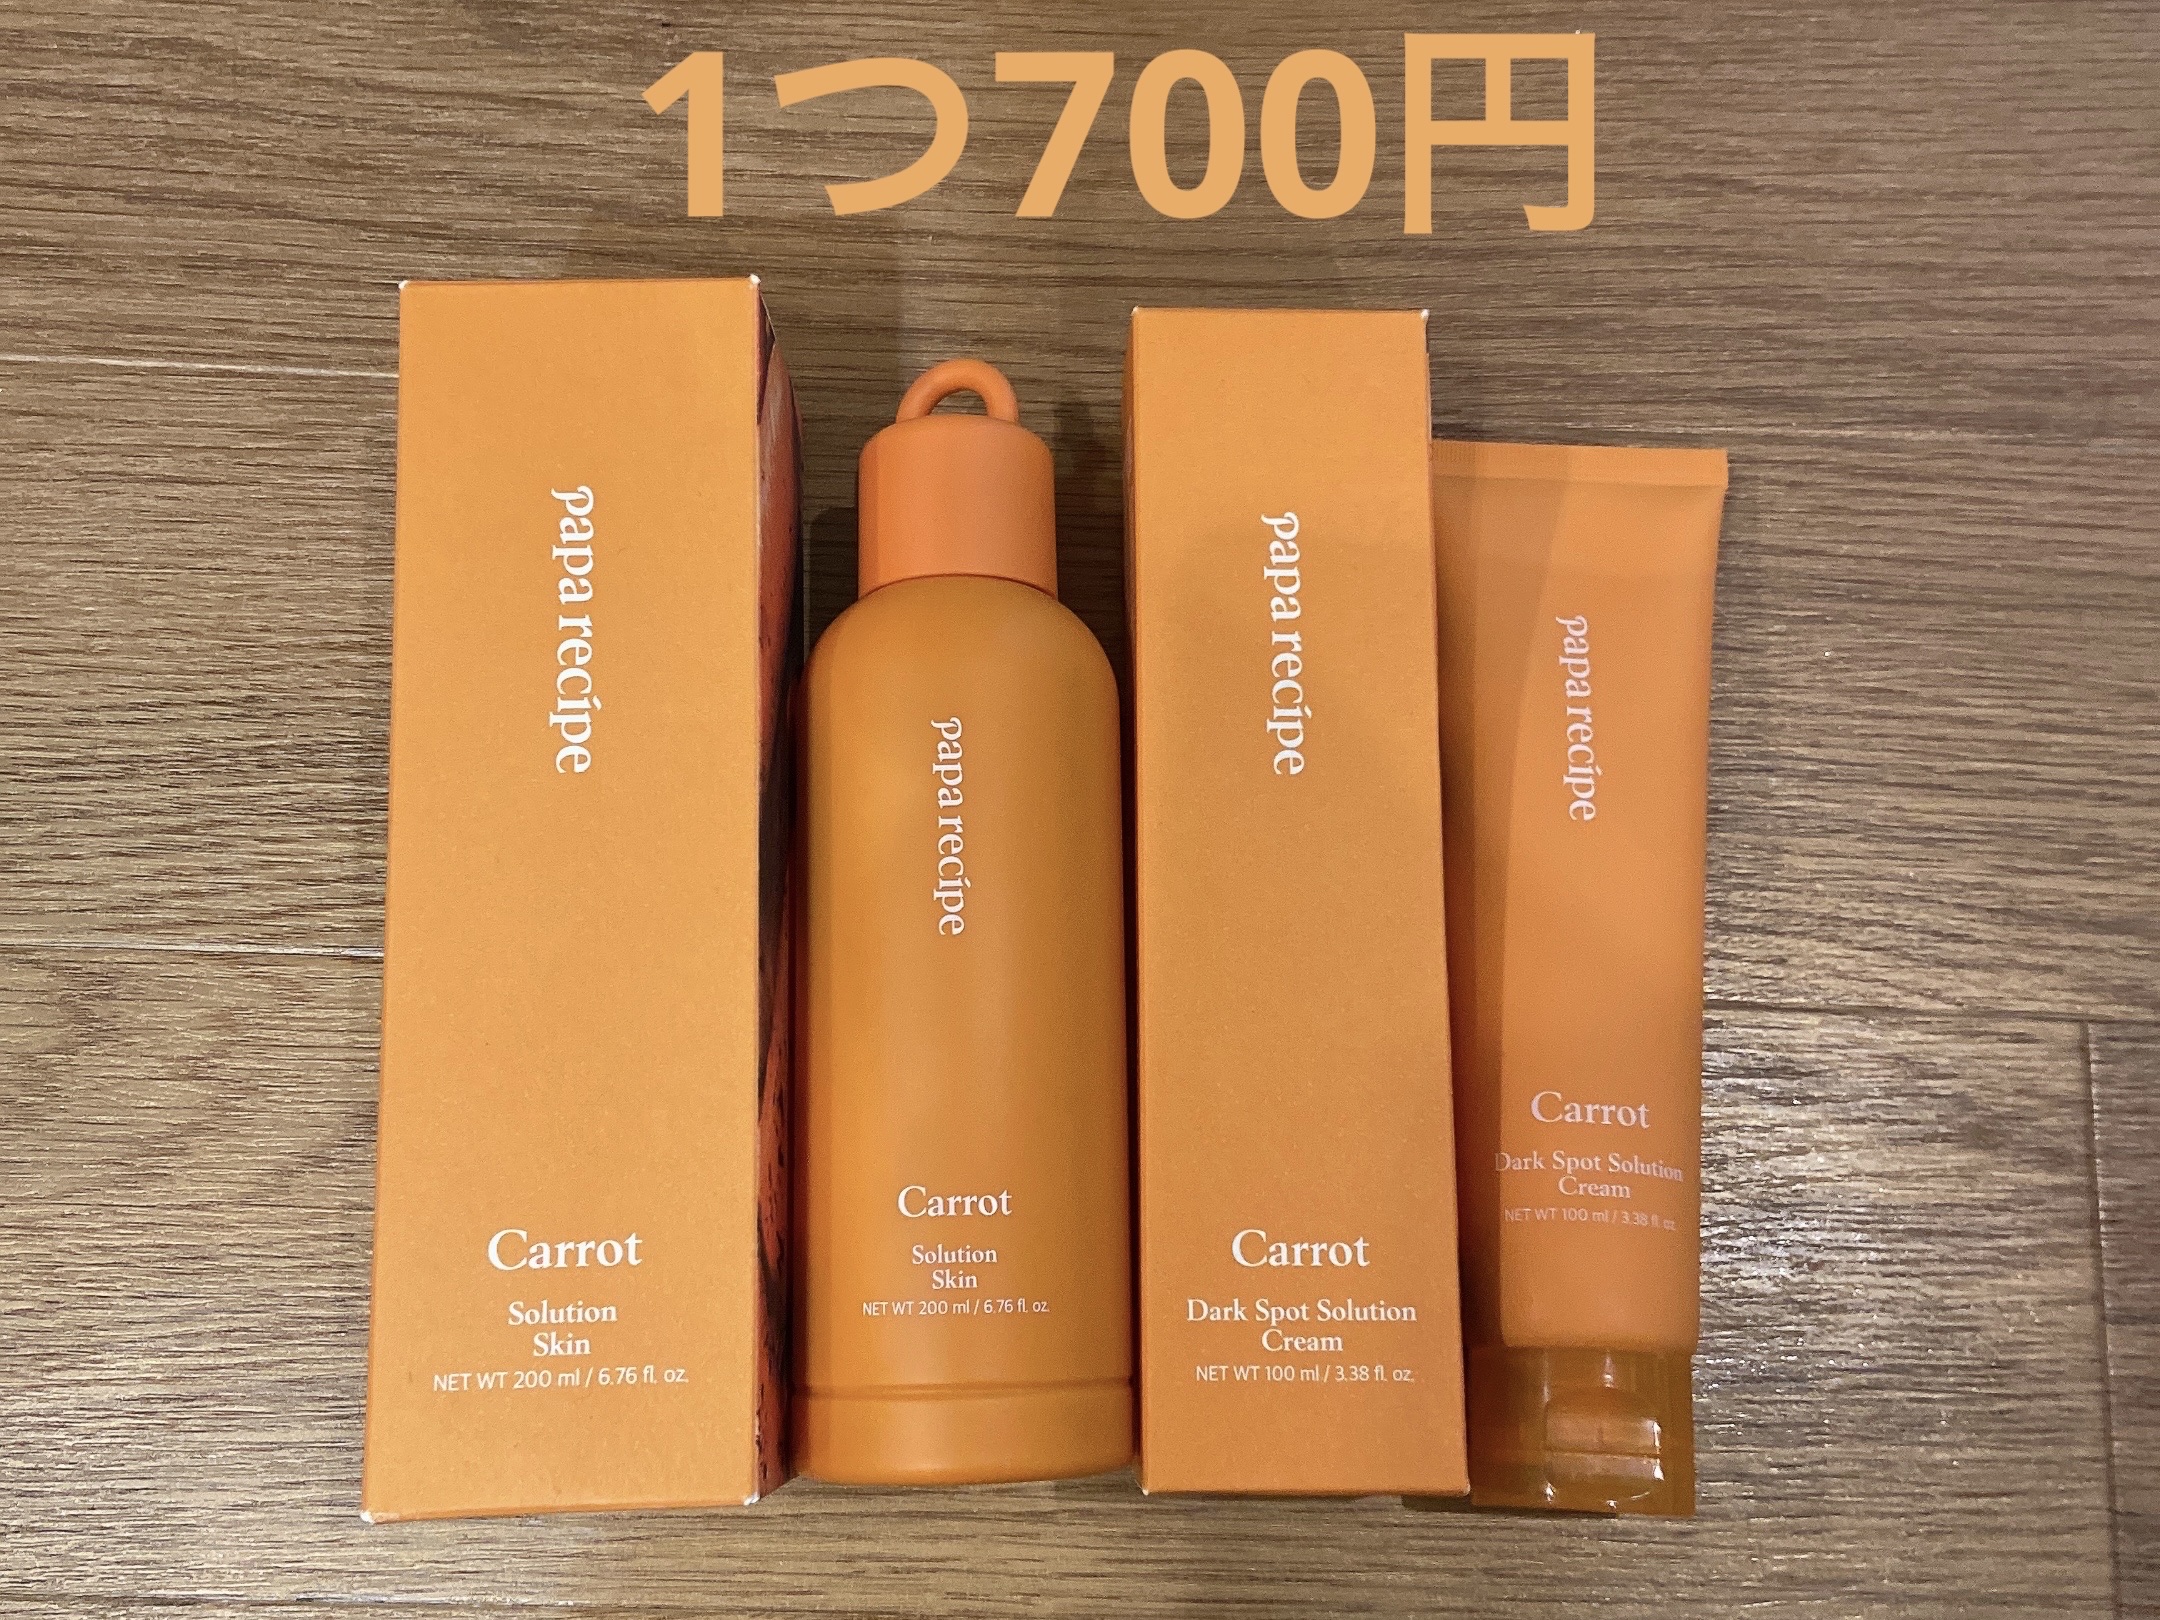 1つ700円
papa recipe
Carrot
Solution
Skin
NET WT 200 ml / 6.76 fl. oz.
papa recipe
Carrot
Solution
Skin
NET WT 200 ml / 6.76 fl. oz.
papa recipe
Carrot
Dark Spot Solution
Cream
NET WT 100 ml / 3.38 fl. oz.
papa recipe
Carrot
Dark Spot Solution
Cream
NET WT 100 ml / 3.38 fl. oz.